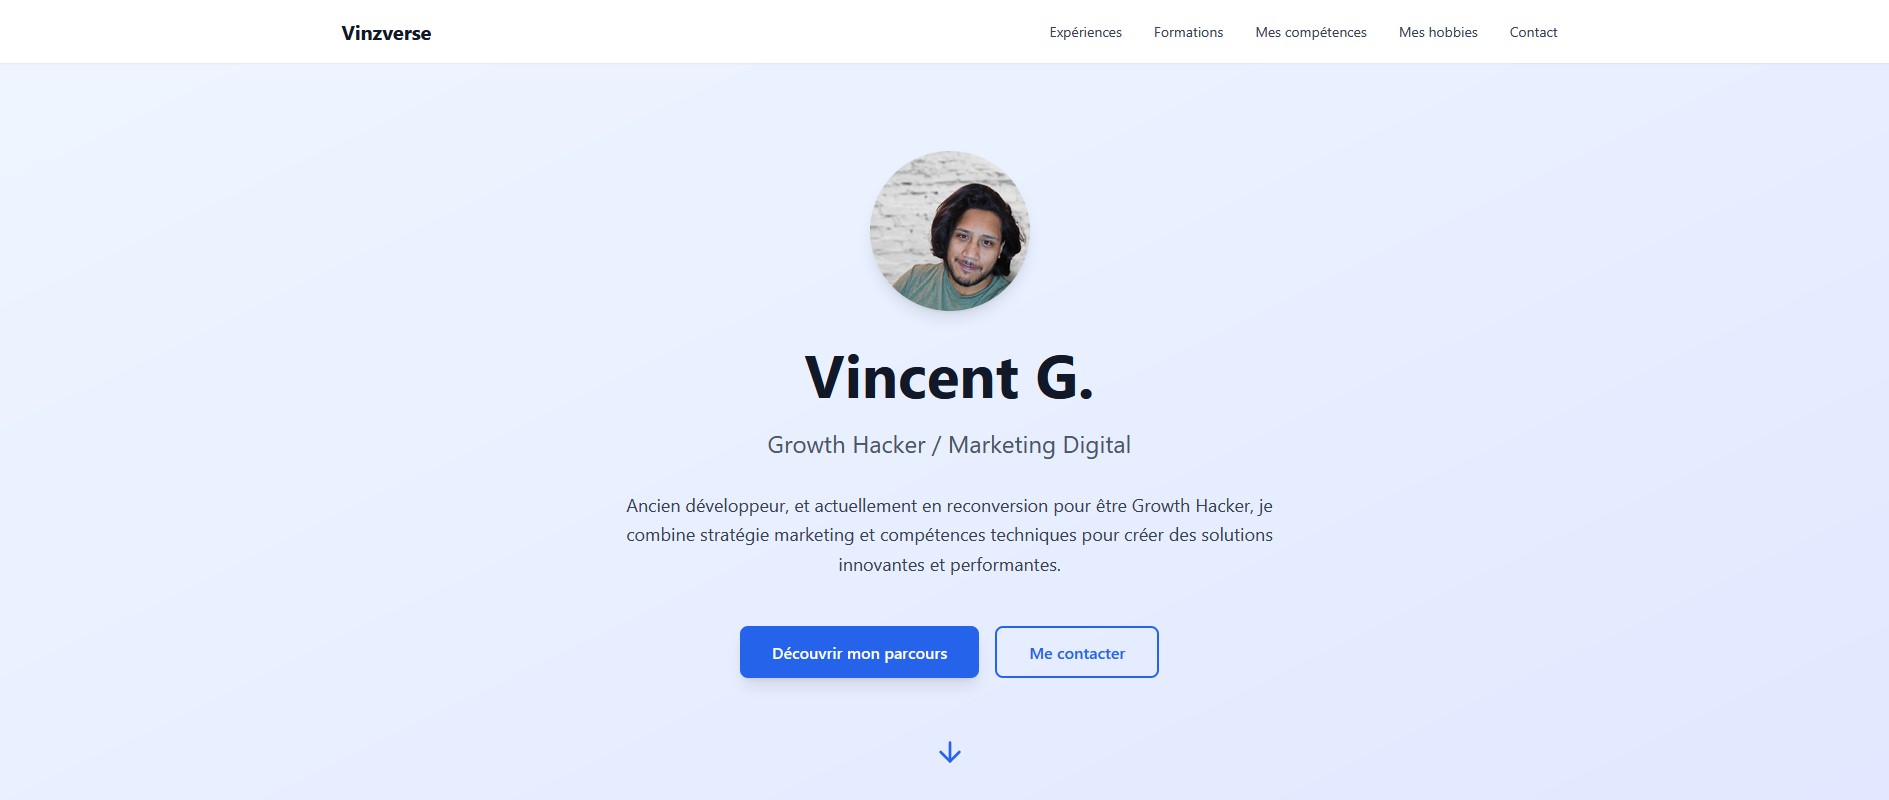 Vinzverse
Expériences
Formations
Mes compétences
Mes hobbies
Contact
Vincent G.
Growth Hacker / Marketing Digital
Ancien développeur, et actuellement en reconversion pour être Growth Hacker, je
combine stratégie marketing et compétences techniques pour créer des solutions
innovantes et performantes.
Découvrir mon parcours
Me contacter